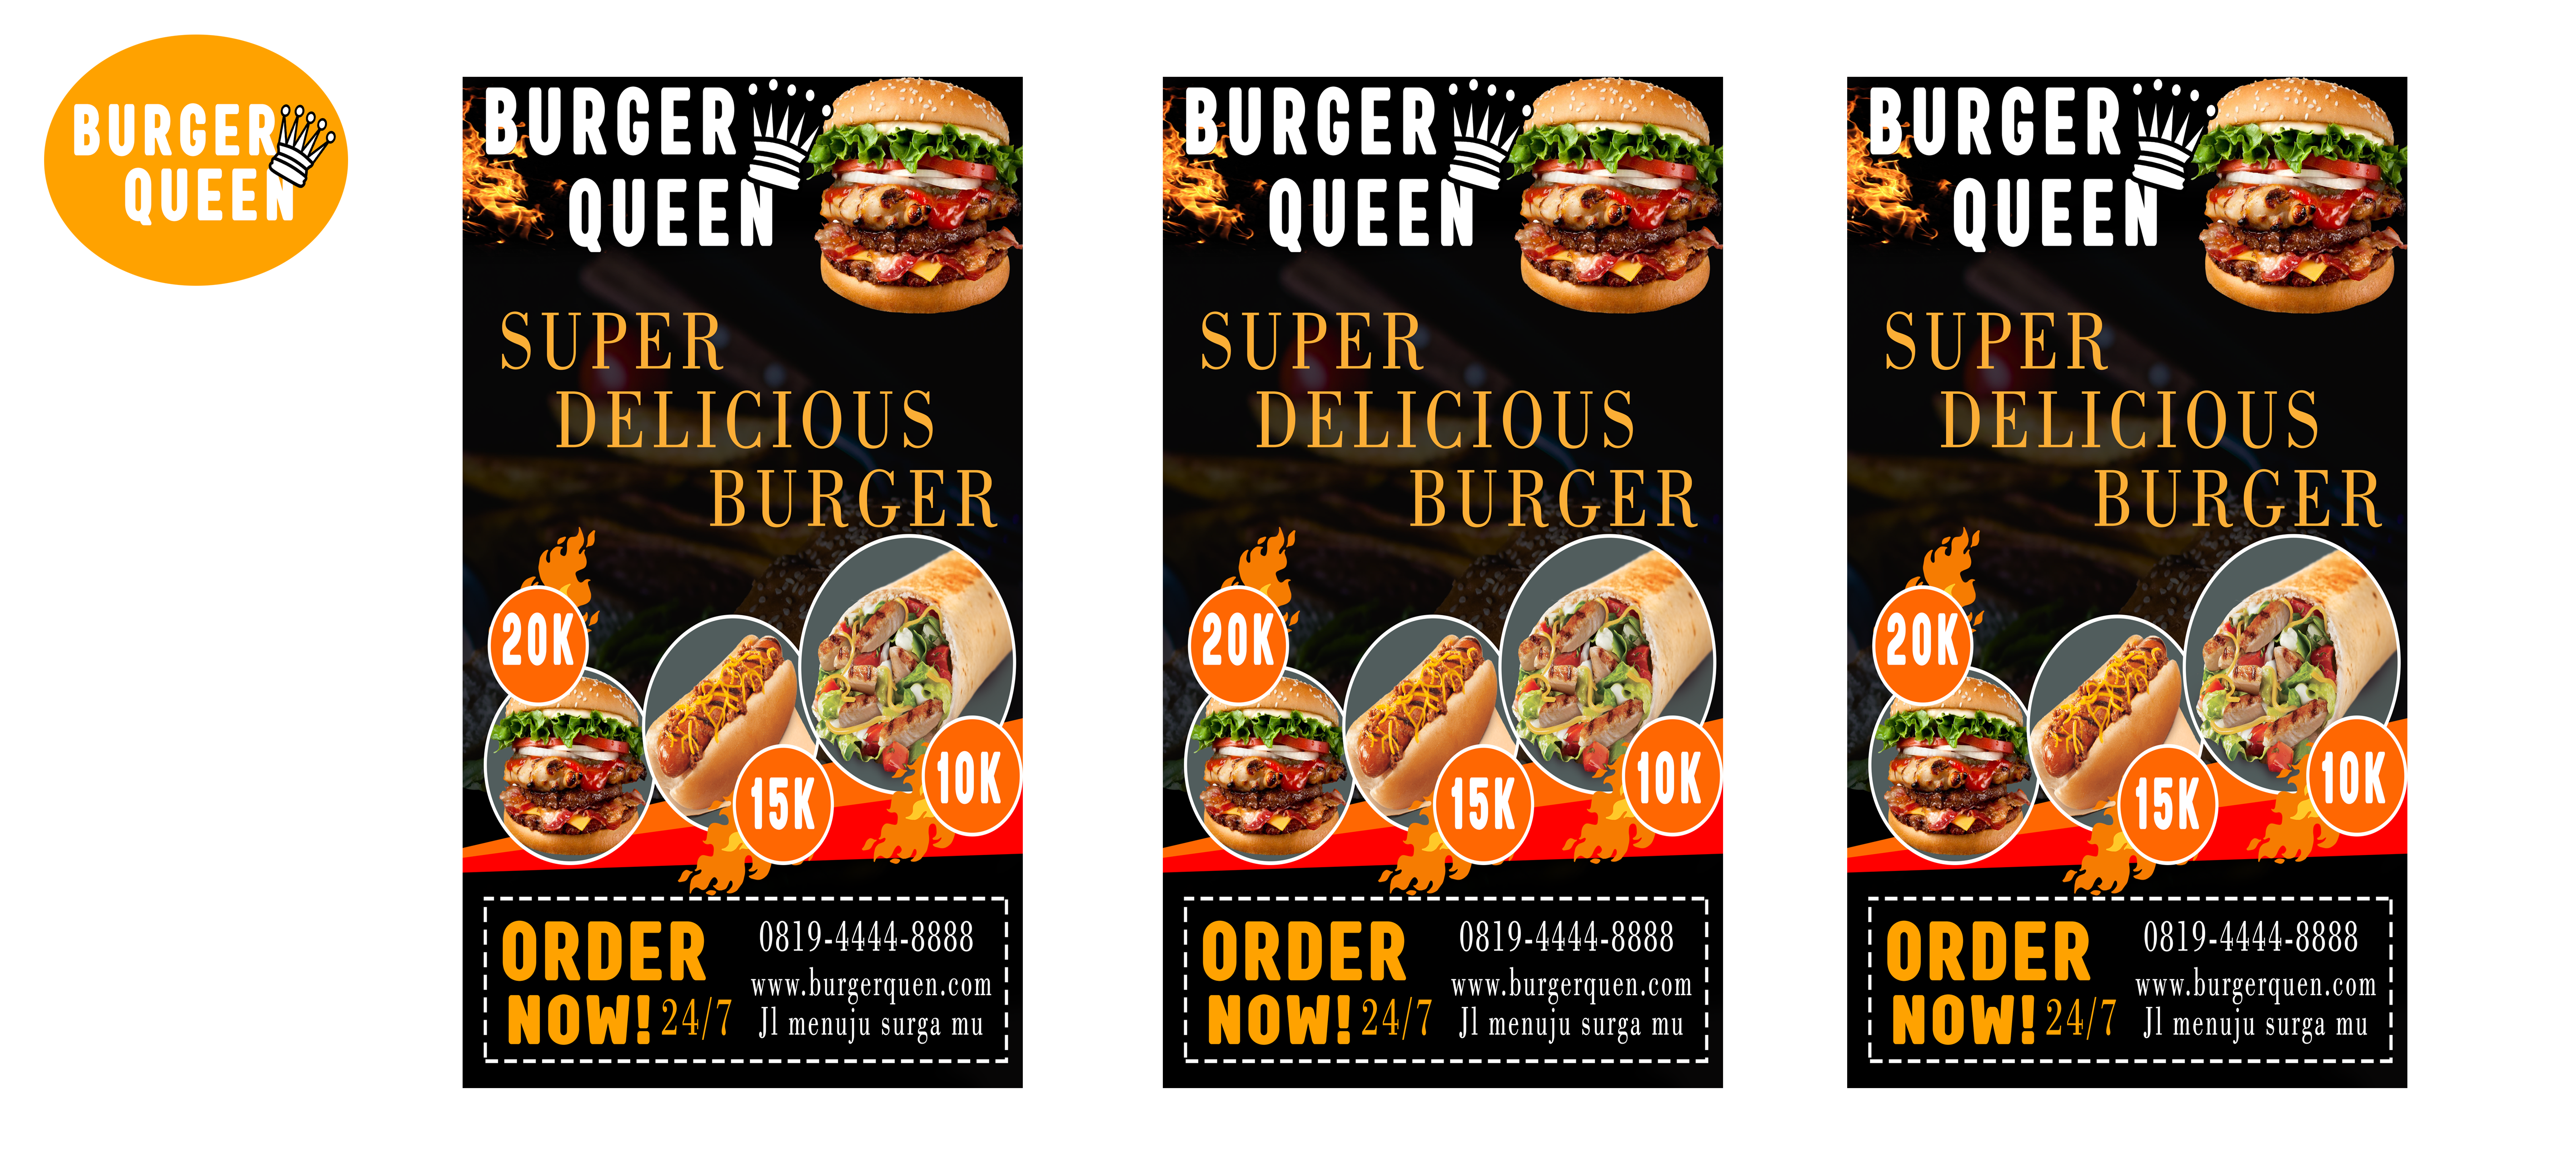 BURGER
QUEEN
BURGER
QUEEN
SUPER
DELICIOUS
BURGER
20K
15K
10K
ORDER
NOW! 24/7
0819-4444-8888
www.burgerquen.com
Jl menuju surga mu
BURGER
QUEEN
SUPER
DELICIOUS
BURGER
20K
15K
10K
ORDER
NOW! 24/7
0819-4444-8888
www.burgerquen.com
Jl menuju surga mu
BURGER
QUEEN
SUPER
DELICIOUS
BURGER
20K
15K
10K
ORDER
NOW! 24/7
0819-4444-8888
www.burgerquen.com
Jl menuju surga mu